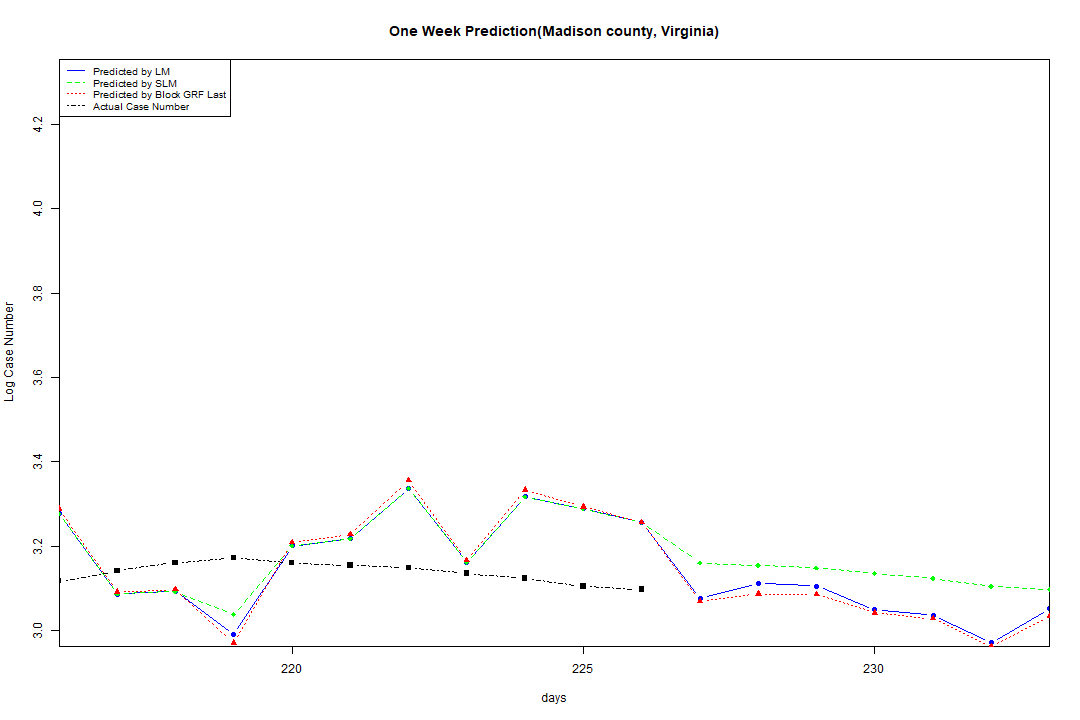 One Week Prediction(Madison county, Virginia)
Predicted by LM
Predicted by SLM
Predicted by Block GRF Last
Actual Case Number
4.2
4.0
3.8
3.6
3.4
3.2
3.0
Log Case Number
220 225 230
days